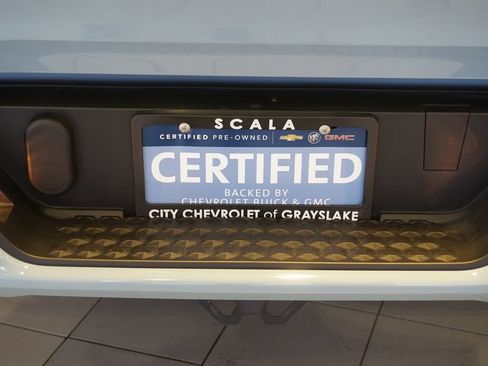 SCALA
CERTIFIED PRE-OWNED GMC
CERTIFIED
BACKED BY
CHEVROLET BUICK & GMC
CITY CHEVROLET of GRAYSLAKE